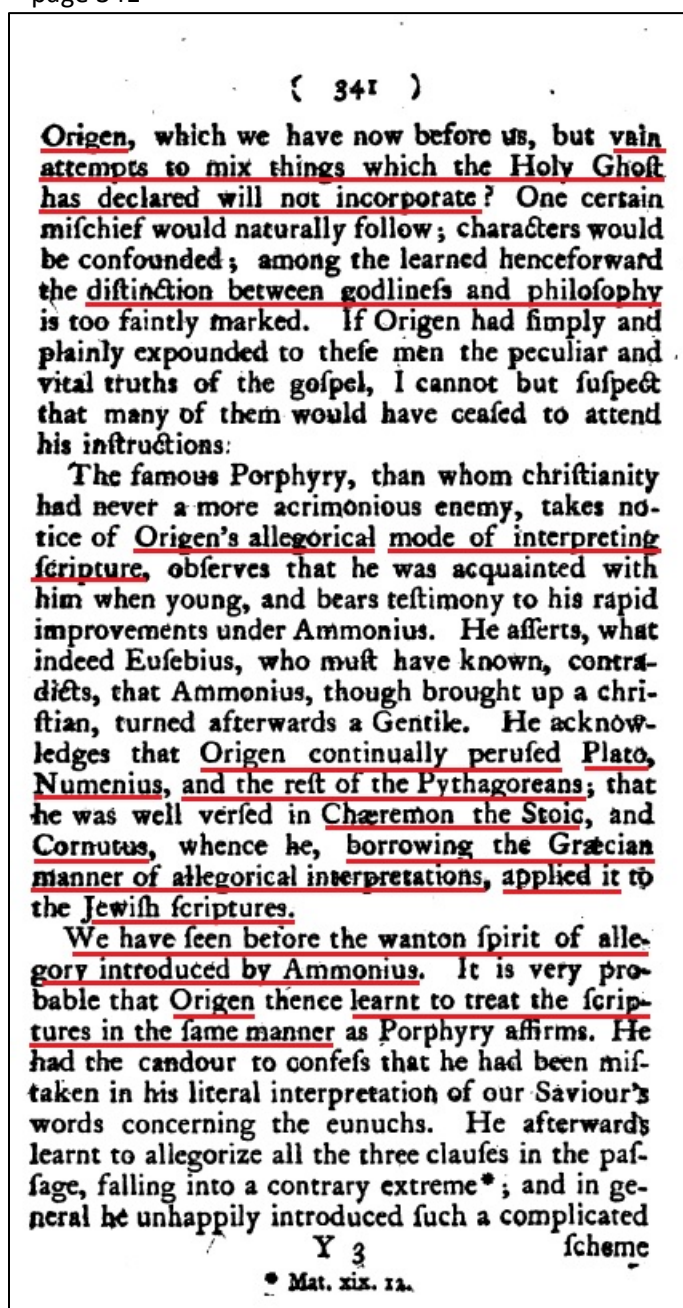 page 341
( 341 )
Origen, which we have now before us, but vain
attempts to mix things which the Holy Ghoſt
has declared will not incorporate? One certain
miſchief would naturally follow; characters would
be confounded; among the learned henceforward
the diſtinction between godlineſs and philoſophy
is too faintly marked. If Origen had ſimply and
plainly expounded to theſe men the peculiar and
vital truths of the goſpel, I cannot but ſuſpect
that many of them would have ceaſed to attend
his inſtructions.
The famous Porphyry, than whom chriſtianity
had never a more acrimonious enemy, takes no-
tice of Origen's allegorical mode of interpreting
ſcripture, obſerves that he was acquainted with
him when young, and bears teſtimony to his rapid
improvements under Ammonius. He aſſerts, what
indeed Euſebius, who muſt have known, contra-
dicts, that Ammonius, though brought up a chri-
ſtian, turned afterwards a Gentile. He acknow-
ledges that Origen continually peruſed Plato,
Numenius, and the reſt of the Pythagoreans; that
he was well verſed in Chæremon the Stoic, and
Cornutus, whence he, borrowing the Græcian
manner of allegorical interpretations, applied it to
the Jewiſh ſcriptures.
We have ſeen before the wanton ſpirit of alle-
gory introduced by Ammonius. It is very pro-
bable that Origen thence learnt to treat the ſcrip-
tures in the ſame manner as Porphyry affirms. He
had the candour to confeſs that he had been miſ-
taken in his literal interpretation of our Saviour's
words concerning the eunuchs. He afterwards
learnt to allegorize all the three clauſes in the paſ-
ſage, falling into a contrary extreme*; and in ge-
neral he unhappily introduced ſuch a complicated
Y 3 ſcheme
* Mat. xix. 12.